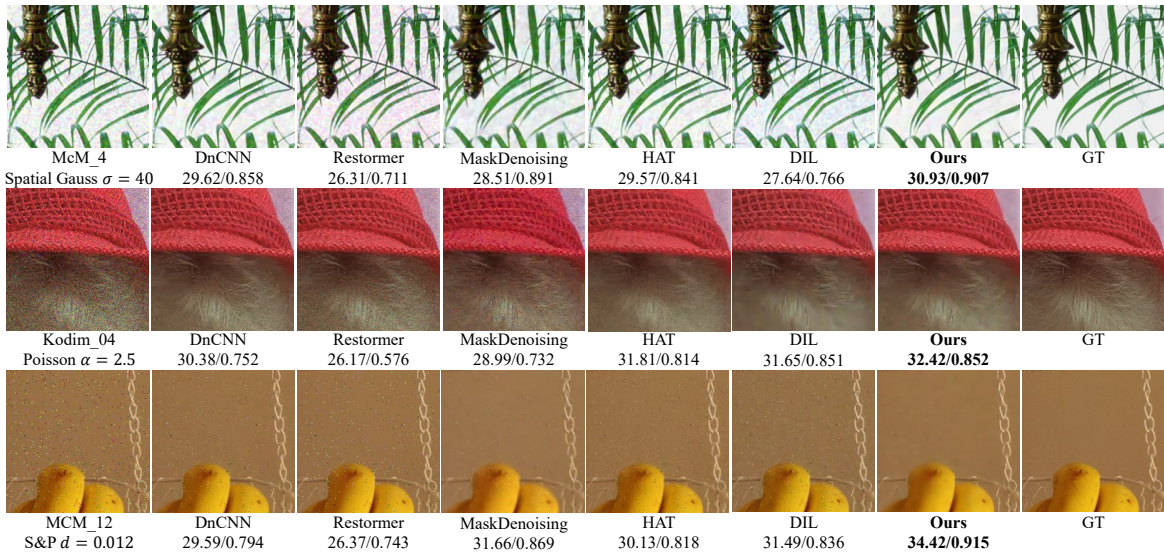 McM_4 DnCNN Restormer MaskDenoising HAT DIL Ours GT
Spatial Gauss σ = 40 29.62/0.858 26.31/0.711 28.51/0.891 29.57/0.841 27.64/0.766 30.93/0.907
Kodim_04 DnCNN Restormer MaskDenoising HAT DIL Ours GT
Poisson α = 2.5 30.38/0.752 26.17/0.576 28.99/0.732 31.81/0.814 31.65/0.851 32.42/0.852
MCM_12 DnCNN Restormer MaskDenoising HAT DIL Ours GT
S&P d = 0.012 29.59/0.794 26.37/0.743 31.66/0.869 30.13/0.818 31.49/0.836 34.42/0.915